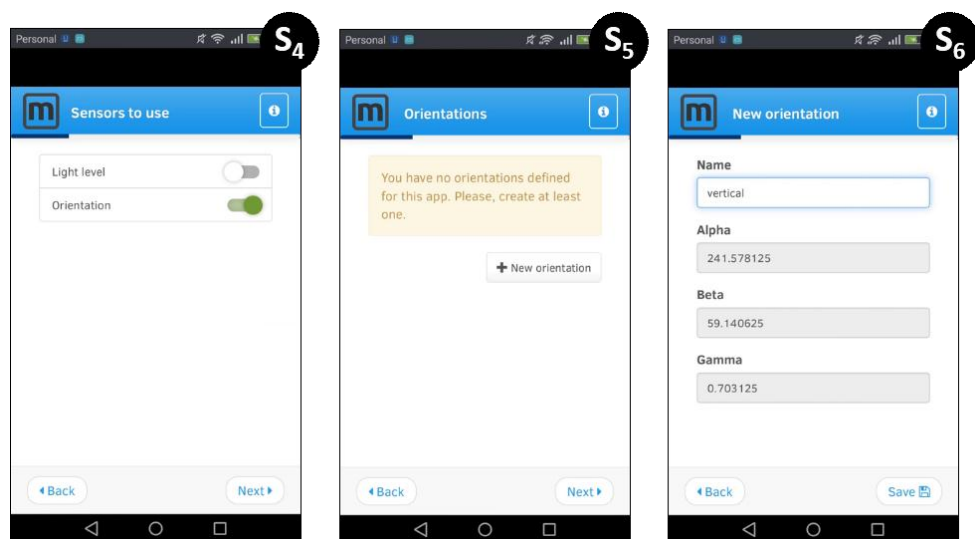 Personal
S4
m Sensors to use
Light level
Orientation
Back
Next
Personal
S5
m Orientations
You have no orientations defined
for this app. Please, create at least
one.
+ New orientation
Back
Next
Personal
S6
m New orientation
Name
vertical
Alpha
241.578125
Beta
59.140625
Gamma
0.703125
Back
Save